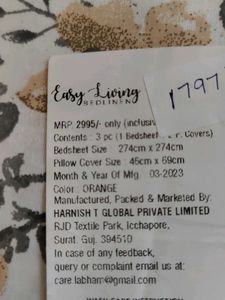 Easy Living
BEDLINEN
1797
MRP. 2995/- only (inclusiv
Contents : 3 pc (1 Bedsheet Covers)
Bedsheet Size : 274cm x 274cm
Pillow Cover Size : 45cm x 69cm
Month & Year Of Mfg. 03-2023
Color : ORANGE
Manufactured, Packed & Marketed By:
HARNISH T GLOBAL PRIVATE LIMITED
RJD Textile Park, Icchapore,
Surat. Guj. 394510
In case of any feedback,
query or complaint email us at:
care.labham@gmail.com